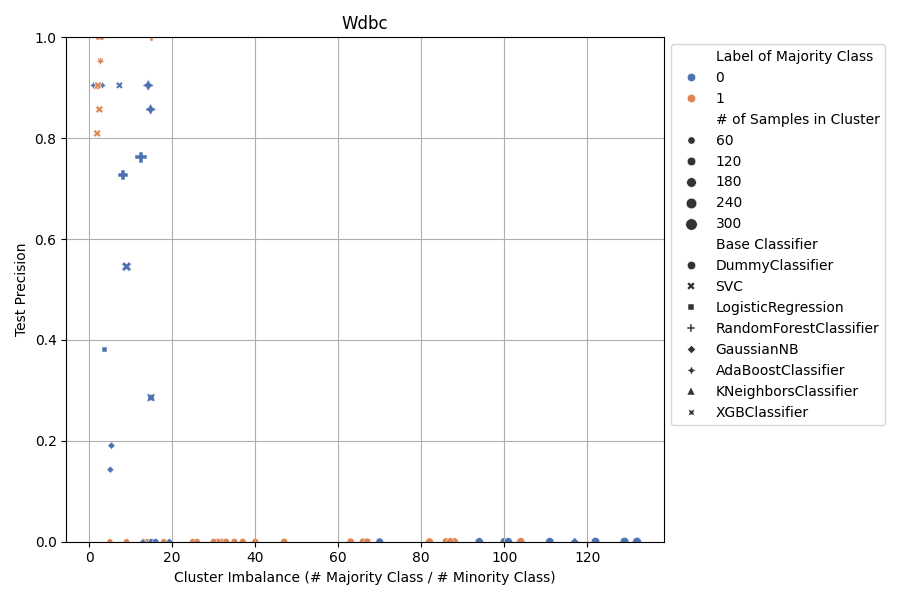 Wdbc
1.0
0.8
0.6
0.4
0.2
0.0
Test Precision
0 20 40 60 80 100 120
Cluster Imbalance (# Majority Class / # Minority Class)
Label of Majority Class
0
1
# of Samples in Cluster
60
120
180
240
300
Base Classifier
DummyClassifier
SVC
LogisticRegression
RandomForestClassifier
GaussianNB
AdaBoostClassifier
KNeighborsClassifier
XGBClassifier